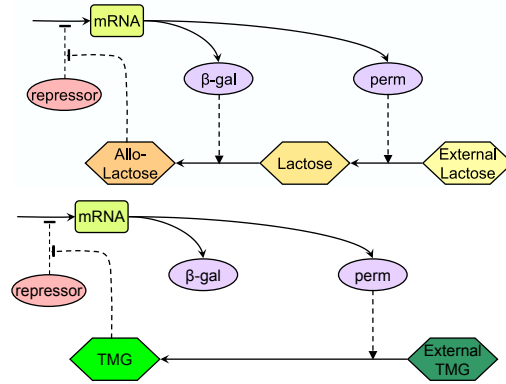 mRNA
β-gal
perm
repressor
Allo-
Lactose
Lactose
External
Lactose
mRNA
β-gal
perm
repressor
TMG
External
TMG